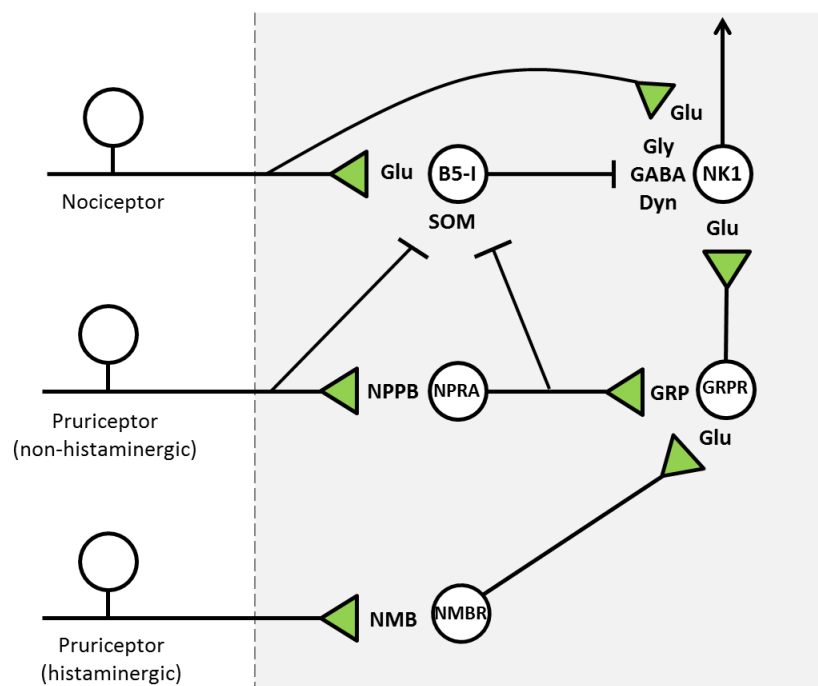 Glu
Gly
Glu
B5-I
GABA
NK1
Nociceptor
Dyn
SOM
Glu
NPPB
NPRA
GRP
GRPR
Pruriceptor
(non-histaminergic)
Glu
NMB
NMBR
Pruriceptor
(histaminergic)